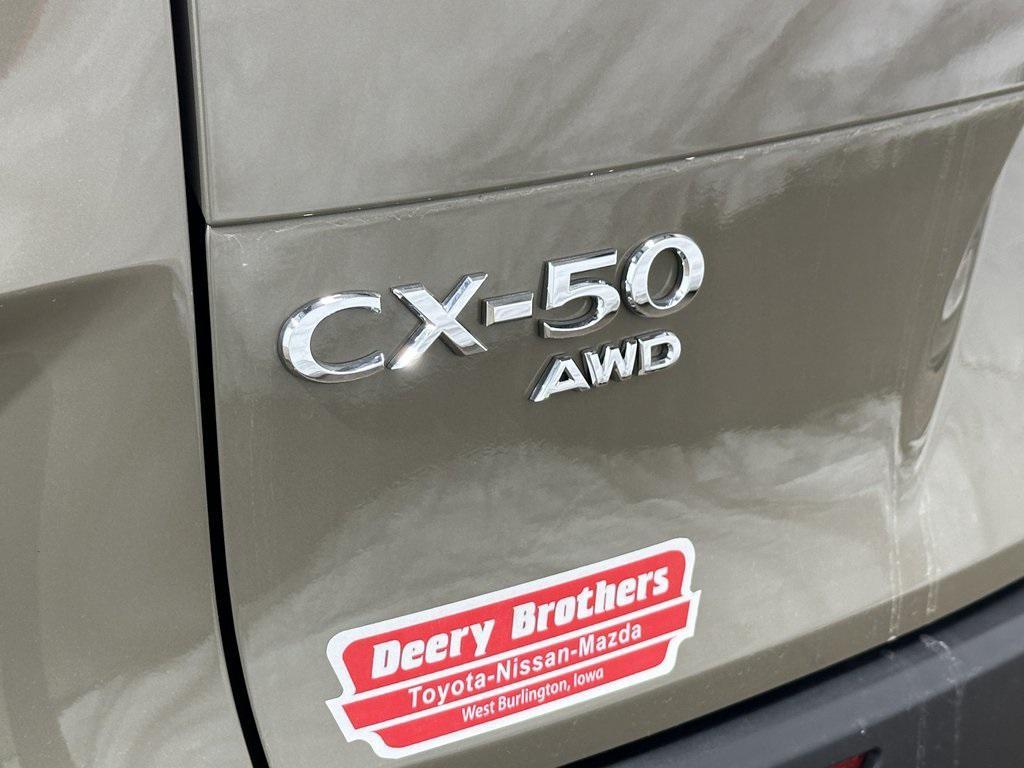 CX-50
AWD
Deery Brothers
Toyota-Nissan-Mazda
West Burlington, Iowa